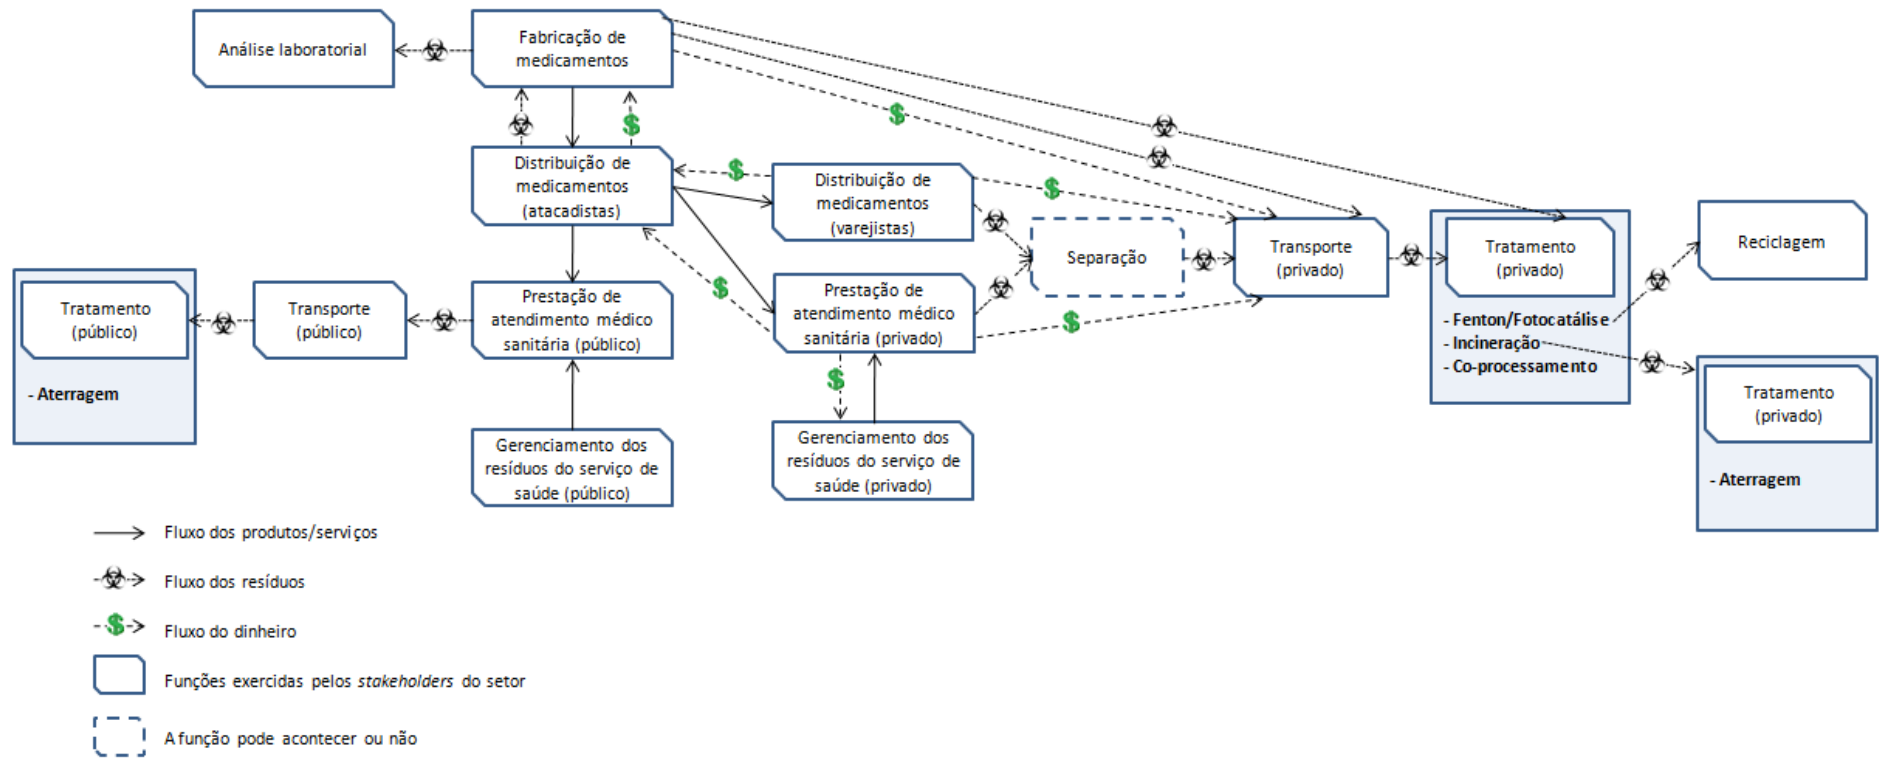 Análise laboratorial
Fabricação de
medicamentos
$
$
Distribuição de
medicamentos
(atacadistas)
$
Distribuição de
medicamentos
(varejistas)
$
Separação
Transporte
(privado)
Tratamento
(privado)
- Fenton/Fotocatálise
- Incineração
- Co-processamento
Reciclagem
Tratamento
(público)
- Aterragem
Transporte
(público)
Prestação de
atendimento médico
sanitária (público)
$
Prestação de
atendimento médico
sanitária (privado)
$
$
Tratamento
(privado)
- Aterragem
Gerenciamento dos
resíduos do serviço de
saúde (público)
Gerenciamento dos
resíduos do serviço de
saúde (privado)
Fluxo dos produtos/serviços
Fluxo dos resíduos
$
Fluxo do dinheiro
Funções exercidas pelos stakeholders do setor
A função pode acontecer ou não